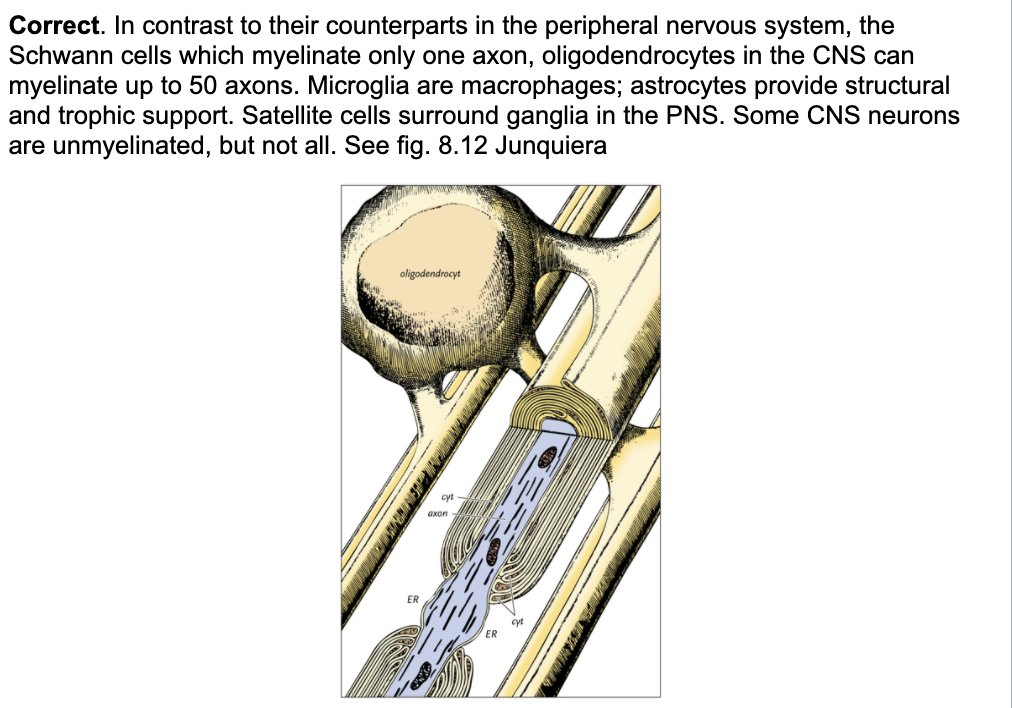 Correct. In contrast to their counterparts in the peripheral nervous system, the
Schwann cells which myelinate only one axon, oligodendrocytes in the CNS can
myelinate up to 50 axons. Microglia are macrophages; astrocytes provide structural
and trophic support. Satellite cells surround ganglia in the PNS. Some CNS neurons
are unmyelinated, but not all. See fig. 8.12 Junquiera
oligodendrocyt
cyt
axon
ER
cyt
ER